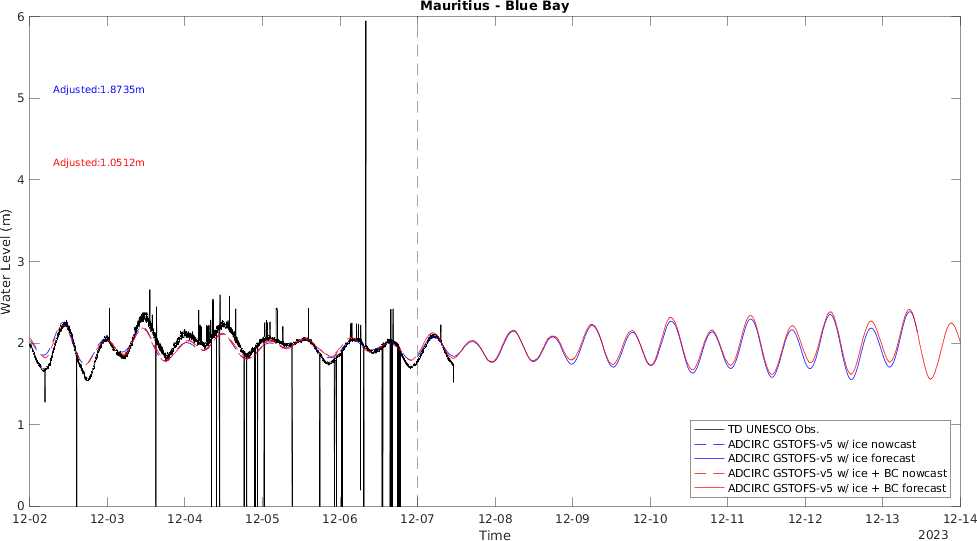 Mauritius - Blue Bay
6
5
4
3
2
1
0
Water Level (m)
Adjusted:1.8735m
Adjusted:1.0512m
TD UNESCO Obs.
ADCIRC GSTOFS-v5 w/ ice nowcast
ADCIRC GSTOFS-v5 w/ ice forecast
ADCIRC GSTOFS-v5 w/ ice + BC nowcast
ADCIRC GSTOFS-v5 w/ ice + BC forecast
12-02 12-03 12-04 12-05 12-06 12-07 12-08 12-09 12-10 12-11 12-12 12-13 12-14
Time
2023